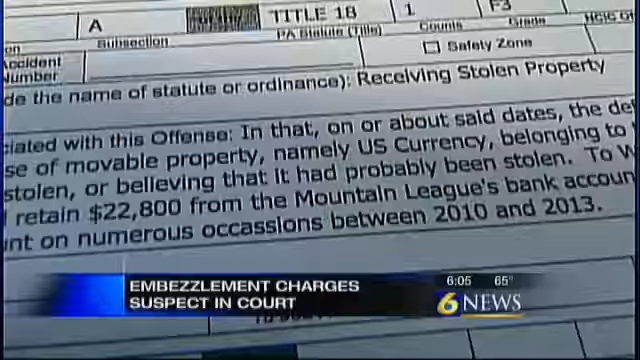 A TITLE 18 1 F3
on Subsection PA Statute (Title) Counts Grade
Accident
Number
Safety Zone
de the name of statute or ordinance): Receiving Stolen Property
ciated with this Offense: In that, on or about said dates, the de
se of movable property, namely US Currency, belonging to
stolen, or believing that it had probably been stolen. To W
retain $22,800 from the Mountain League's bank accoun
nt on numerous occassions between 2010 and 2013.
EMBEZZLEMENT CHARGES
SUSPECT IN COURT
6:05 65°
6 NEWS